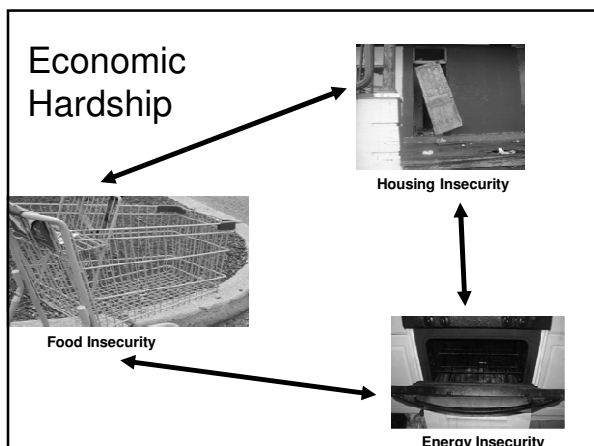 Economic
Hardship
Housing Insecurity
Food Insecurity
Energy Insecurity